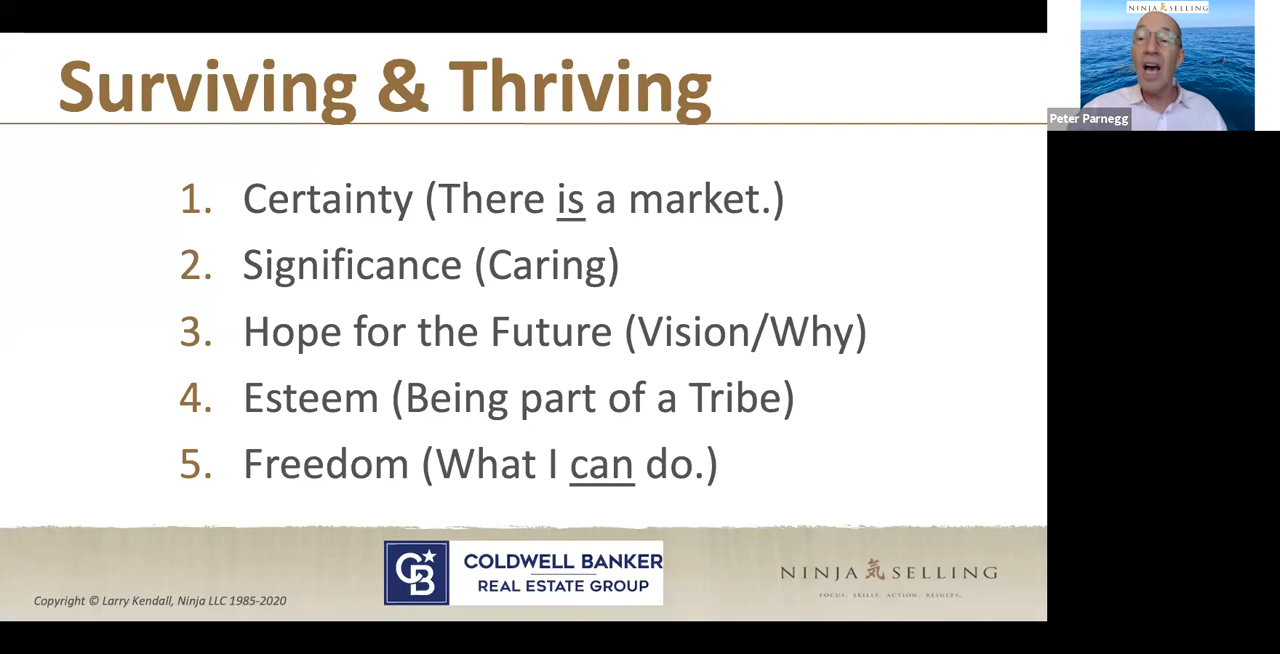 Surviving & Thriving
1. Certainty (There is a market.)
2. Significance (Caring)
3. Hope for the Future (Vision/Why)
4. Esteem (Being part of a Tribe)
5. Freedom (What I can do.)
CB
COLDWELL BANKER
REAL ESTATE GROUP
NINJA 気 SELLING
FOCUS. SKILLS. ACTION. RESULTS.
Copyright © Larry Kendall, Ninja LLC 1985-2020
NINJA 気 SELLING
Peter Parnegg